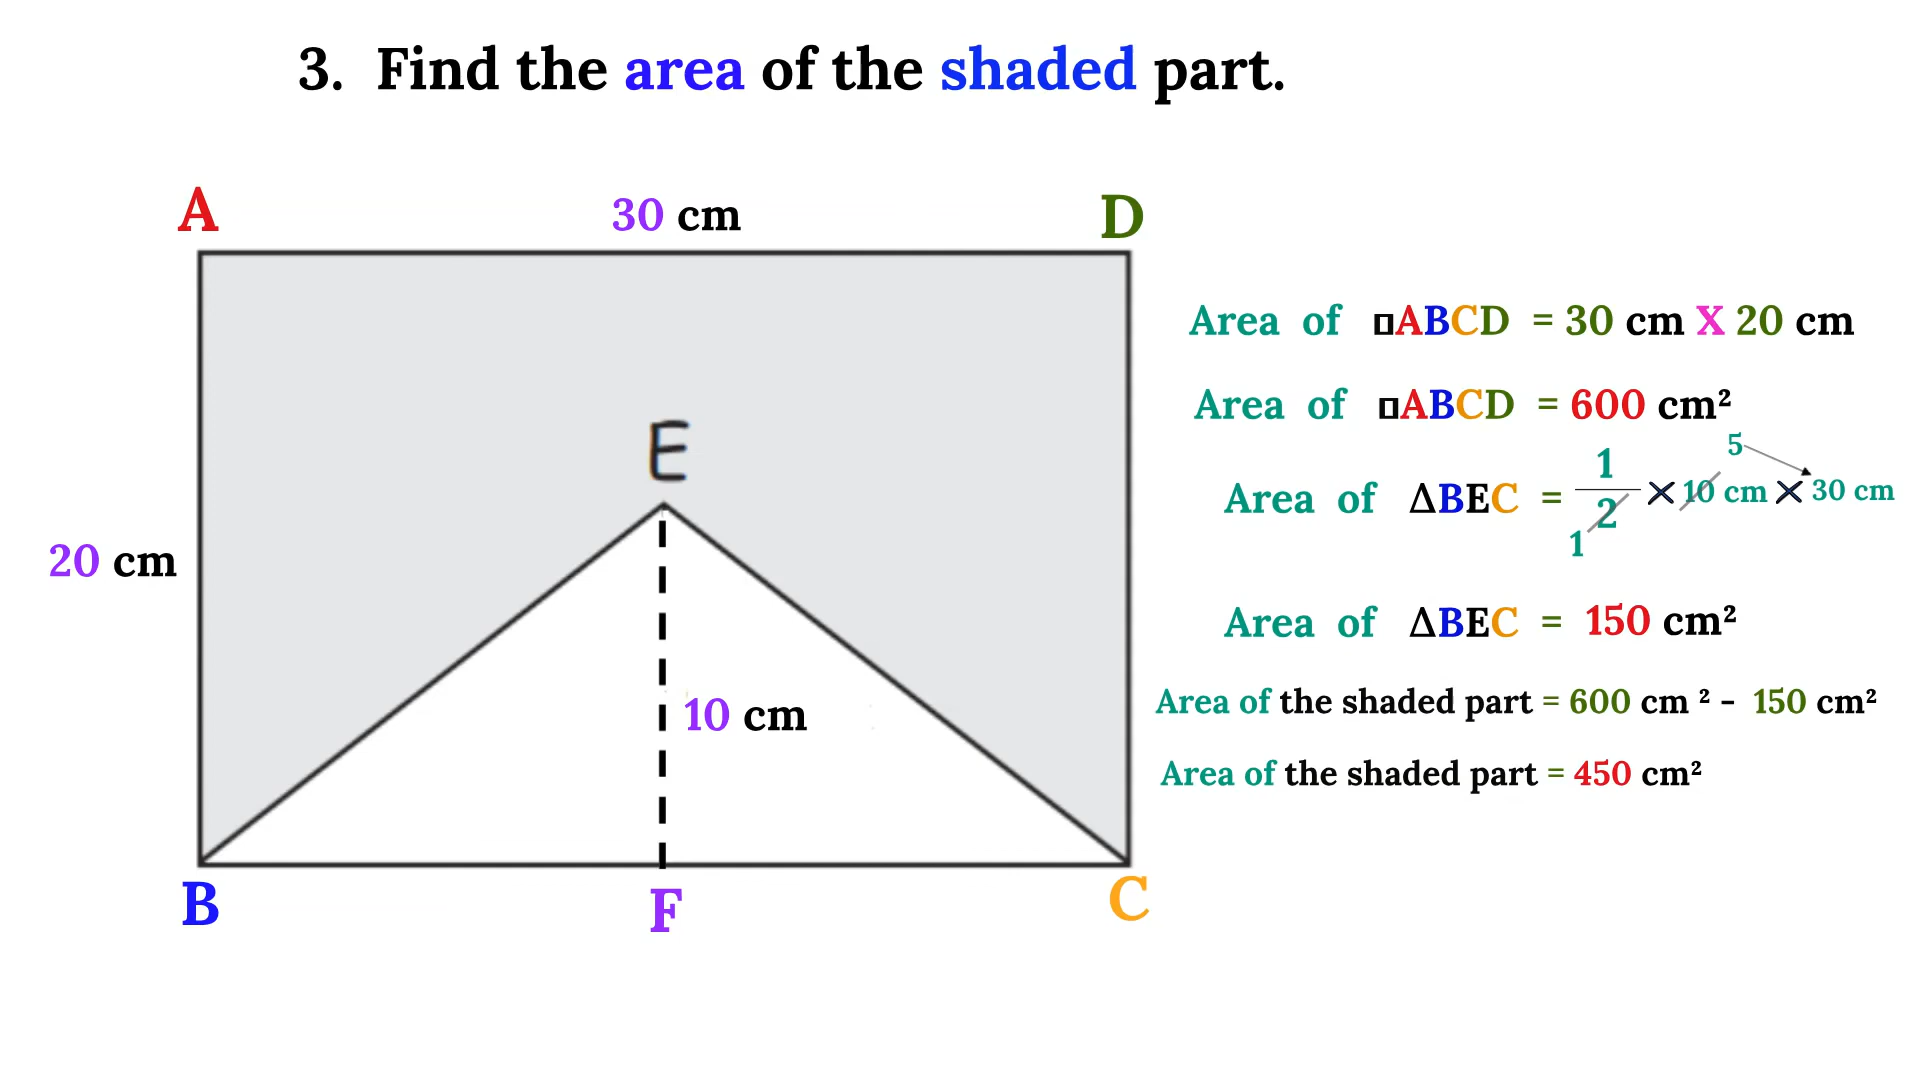 3. Find the area of the shaded part.
A
30 cm
D
Area of □ABCD = 30 cm X 20 cm
Area of □ABCD = 600 cm²
5
E
Area of ΔBEC = 1/2 × 10 cm × 30 cm
1
20 cm
Area of ΔBEC = 150 cm²
10 cm
Area of the shaded part = 600 cm ² - 150 cm²
Area of the shaded part = 450 cm²
B
F
C